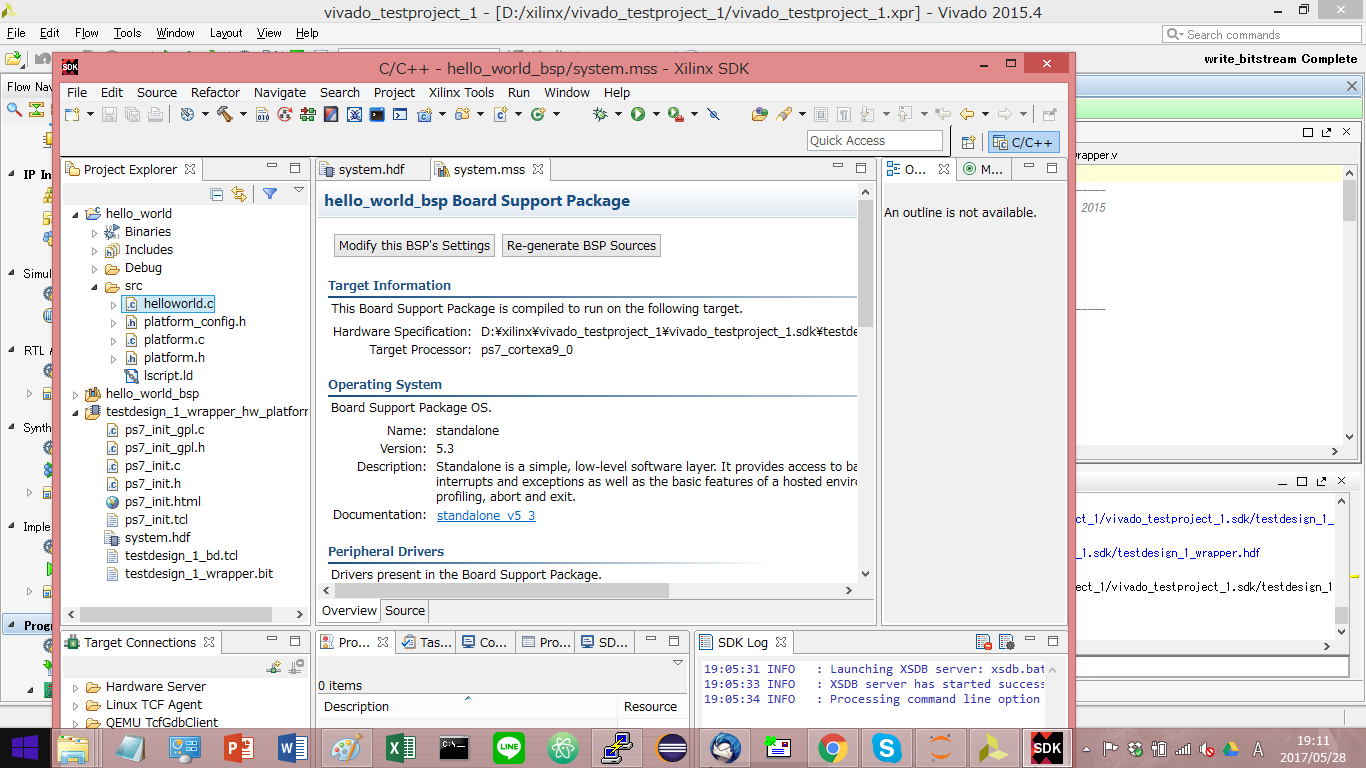 vivado_testproject_1 - [D:/xilinx/vivado_testproject_1/vivado_testproject_1.xpr] - Vivado 2015.4
File Edit Flow Tools Window Layout View Help
Search commands
write_bitstream Complete
Flow Nav
C/C++ - hello_world_bsp/system.mss - Xilinx SDK
SDK
File Edit Source Refactor Navigate Search Project Xilinx Tools Run Window Help
Quick Access
C/C++
Project Explorer
hello_world
Binaries
Includes
Debug
src
helloworld.c
platform_config.h
platform.c
platform.h
lscript.ld
hello_world_bsp
testdesign_1_wrapper_hw_platform
ps7_init_gpl.c
ps7_init_gpl.h
ps7_init.c
ps7_init.h
ps7_init.html
ps7_init.tcl
system.hdf
testdesign_1_bd.tcl
testdesign_1_wrapper.bit
system.hdf
system.mss
hello_world_bsp Board Support Package
Modify this BSP's Settings
Re-generate BSP Sources
Target Information
This Board Support Package is compiled to run on the following target.
Hardware Specification: D:¥xilinx¥vivado_testproject_1¥vivado_testproject_1.sdk¥testde
Target Processor: ps7_cortexa9_0
Operating System
Board Support Package OS.
Name: standalone
Version: 5.3
Description: Standalone is a simple, low-level software layer. It provides access to ba
interrupts and exceptions as well as the basic features of a hosted enviro
profiling, abort and exit.
Documentation: standalone_v5_3
Peripheral Drivers
Drivers present in the Board Support Package.
Overview Source
O... M...
An outline is not available.
wrapper.v
2015
IP In
Simul
RTL A
Synth
Imple
Progr
ct_1/vivado_testproject_1.sdk/testdesign_1_
_1.sdk/testdesign_1_wrapper.hdf
ect_1/vivado_testproject_1.sdk/testdesign_1
Target Connections
Hardware Server
Linux TCF Agent
QEMU TcfGdbClient
Pro... Tas... Co... Pro... SD...
0 items
Description Resource
SDK Log
19:05:31 INFO : Launching XSDB server: xsdb.bat
19:05:33 INFO : XSDB server has started success
19:05:34 INFO : Processing command line option
LINE
SDK
A
19:11
2017/05/28